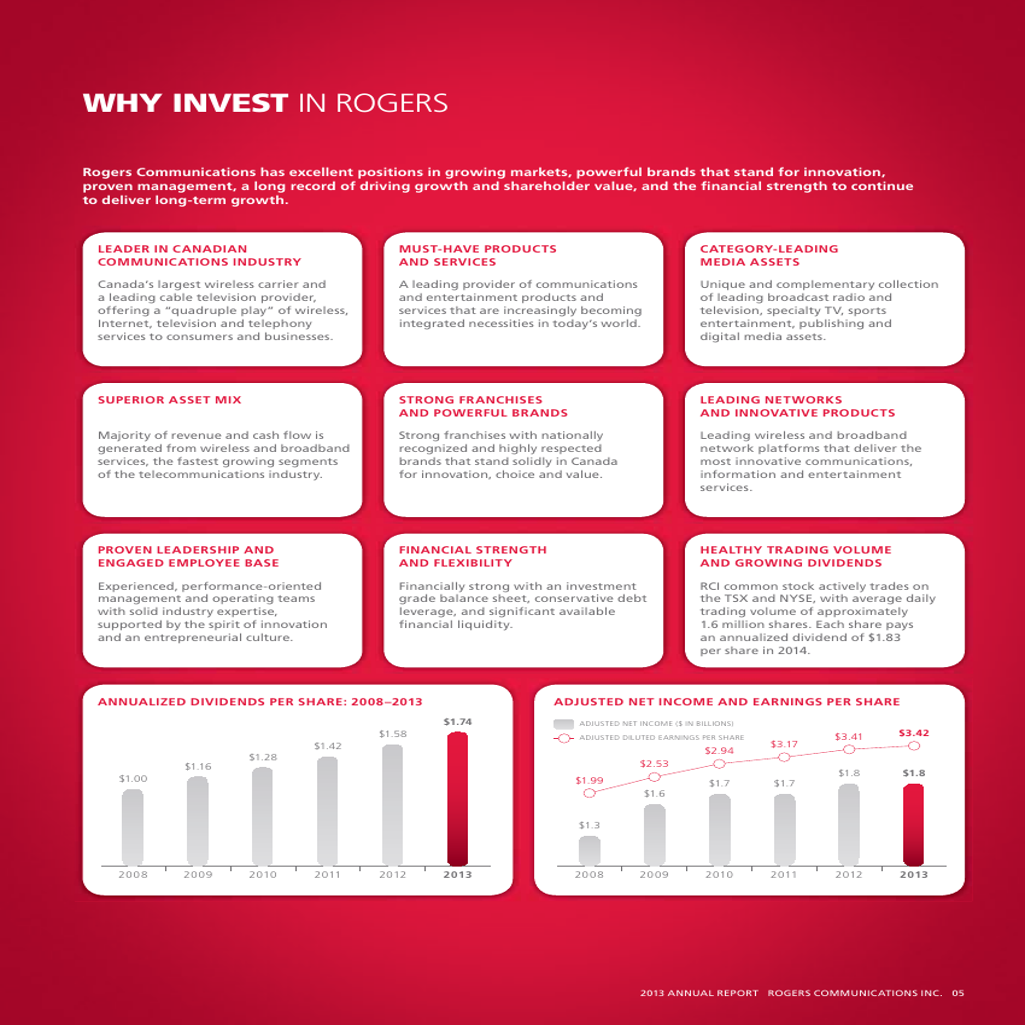 WHY INVEST IN ROGERS
Rogers Communications has excellent positions in growing markets, powerful brands that stand for innovation,
proven management, a long record of driving growth and shareholder value, and the financial strength to continue
to deliver long-term growth.
LEADER IN CANADIAN
COMMUNICATIONS INDUSTRY
Canada's largest wireless carrier and
a leading cable television provider,
offering a "quadruple play" of wireless,
Internet, television and telephony
services to consumers and businesses.
MUST-HAVE PRODUCTS
AND SERVICES
A leading provider of communications
and entertainment products and
services that are increasingly becoming
integrated necessities in today's world.
CATEGORY-LEADING
MEDIA ASSETS
Unique and complementary collection
of leading broadcast radio and
television, specialty TV, sports
entertainment, publishing and
digital media assets.
SUPERIOR ASSET MIX
Majority of revenue and cash flow is
generated from wireless and broadband
services, the fastest growing segments
of the telecommunications industry.
STRONG FRANCHISES
AND POWERFUL BRANDS
Strong franchises with nationally
recognized and highly respected
brands that stand solidly in Canada
for innovation, choice and value.
LEADING NETWORKS
AND INNOVATIVE PRODUCTS
Leading wireless and broadband
network platforms that deliver the
most innovative communications,
information and entertainment
services.
PROVEN LEADERSHIP AND
ENGAGED EMPLOYEE BASE
Experienced, performance-oriented
management and operating teams
with solid industry expertise,
supported by the spirit of innovation
and an entrepreneurial culture.
FINANCIAL STRENGTH
AND FLEXIBILITY
Financially strong with an investment
grade balance sheet, conservative debt
leverage, and significant available
financial liquidity.
HEALTHY TRADING VOLUME
AND GROWING DIVIDENDS
RCI common stock actively trades on
the TSX and NYSE, with average daily
trading volume of approximately
1.6 million shares. Each share pays
an annualized dividend of $1.83
per share in 2014.
ANNUALIZED DIVIDENDS PER SHARE: 2008–2013
$1.00 $1.16 $1.28 $1.42 $1.58 $1.74
2008 2009 2010 2011 2012 2013
ADJUSTED NET INCOME AND EARNINGS PER SHARE
ADJUSTED NET INCOME ($ IN BILLIONS)
ADJUSTED DILUTED EARNINGS PER SHARE
$1.99 $2.53 $2.94 $3.17 $3.41 $3.42
$1.3 $1.6 $1.7 $1.7 $1.8 $1.8
2008 2009 2010 2011 2012 2013
2013 ANNUAL REPORT ROGERS COMMUNICATIONS INC. 05